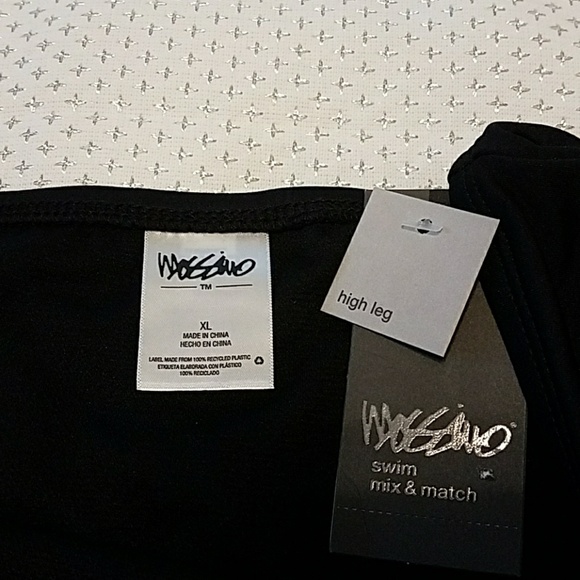 Mossimo
TM
XL
MADE IN CHINA
HECHO EN CHINA
LABEL MADE FROM 100% RECYCLED PLASTIC
ETIQUETA ELABORADA CON PLÁSTICO
100% RECICLADO
high leg
Mossimo
swim
mix & match